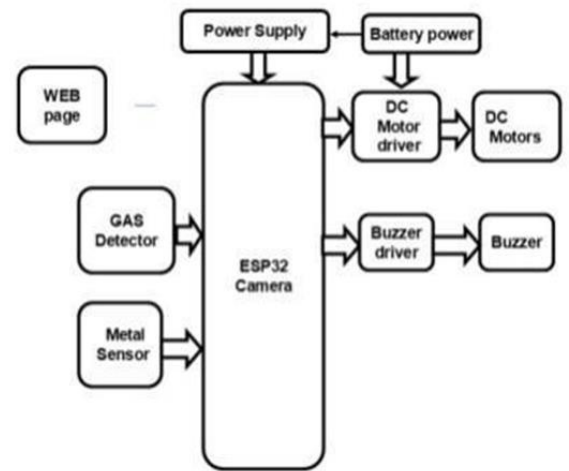 Power Supply
Battery power
WEB
page
DC
Motor
driver
DC
Motors
GAS
Detector
ESP32
Camera
Buzzer
driver
Buzzer
Metal
Sensor